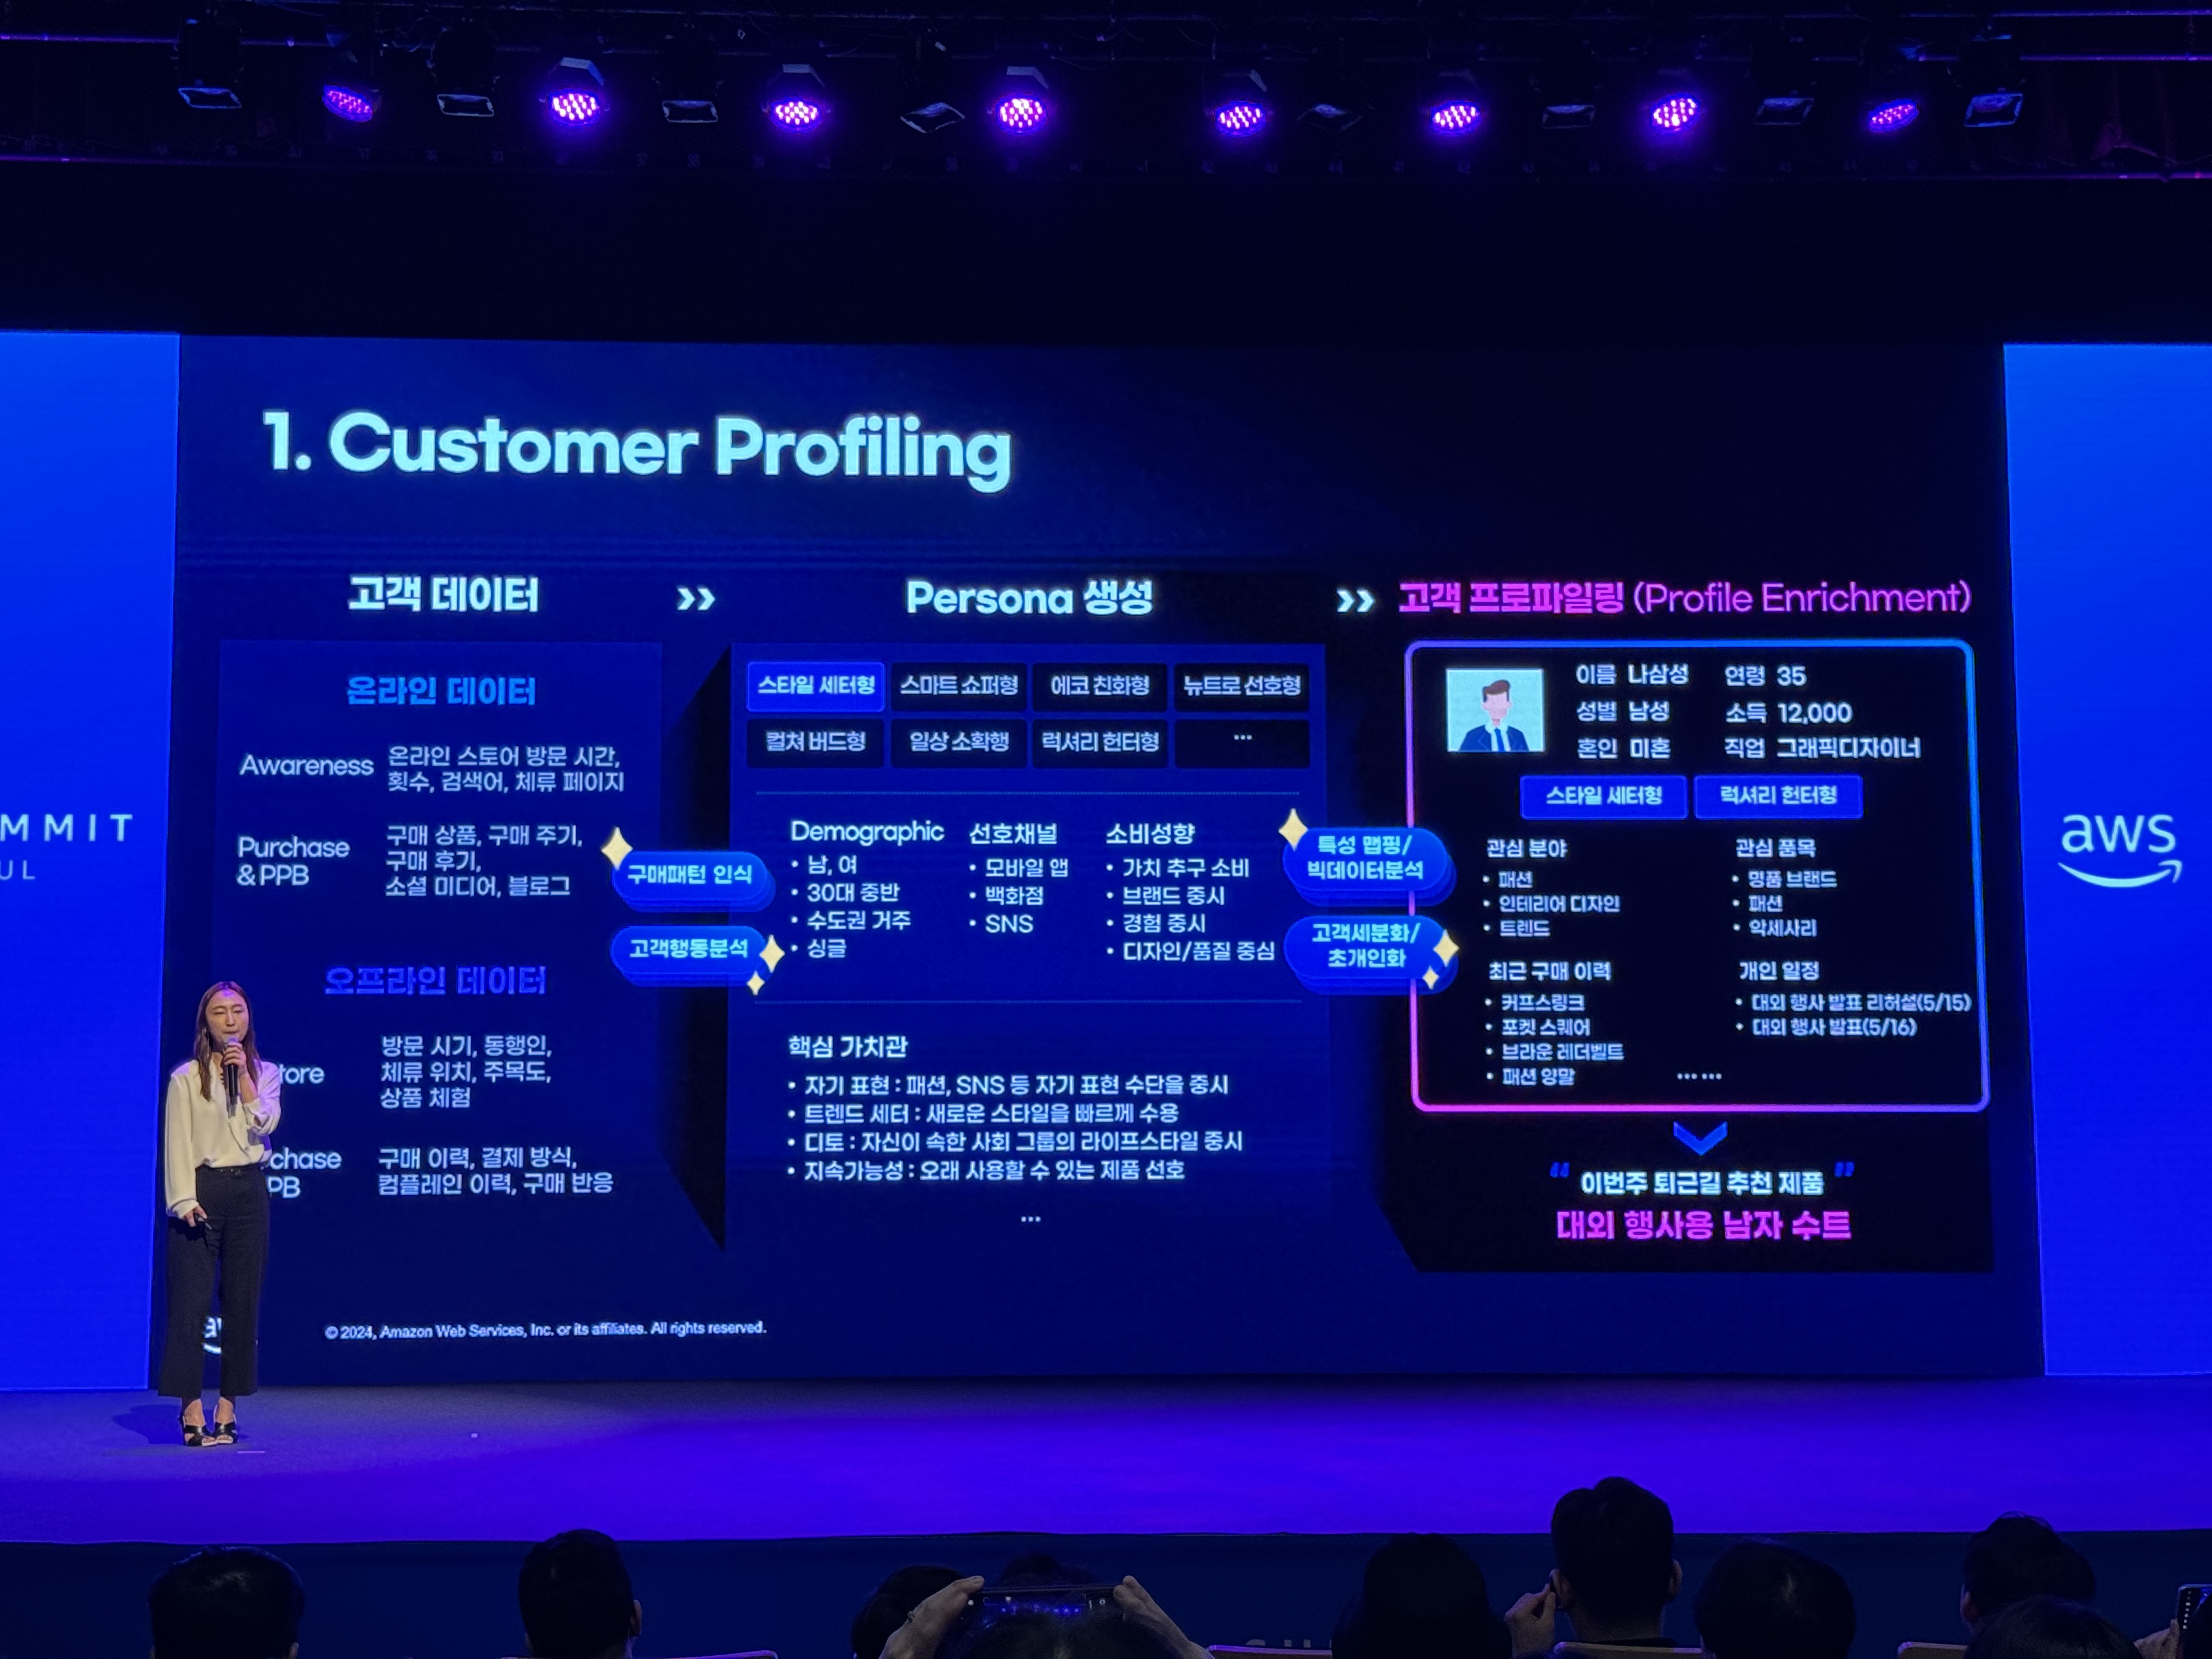 1. Customer Profiling
고객 데이터
온라인 데이터
Awareness
온라인 스토어 방문 시간,
횟수, 검색어, 체류 페이지
Purchase
& PPB
구매 상품, 구매 주기,
구매 후기,
소셜 미디어, 블로그
오프라인 데이터
방문 시기, 동행인,
체류 위치, 주목도,
상품 체험
구매 이력, 결제 방식,
컴플레인 이력, 구매 반응
구매패턴 인식
고객행동분석
Persona 생성
스타일 세터형
스마트 쇼퍼형
에코 친화형
뉴트로 선호형
컬쳐 버드형
일상 소확행
럭셔리 헌터형
...
Demographic
• 남, 여
• 30대 중반
• 수도권 거주
• 싱글
선호채널
• 모바일 앱
• 백화점
• SNS
소비성향
• 가치 추구 소비
• 브랜드 중시
• 경험 중시
• 디자인/품질 중심
핵심 가치관
• 자기 표현 : 패션, SNS 등 자기 표현 수단을 중시
• 트렌드 세터 : 새로운 스타일을 빠르게 수용
• 디토 : 자신이 속한 사회 그룹의 라이프스타일 중시
• 지속가능성 : 오래 사용할 수 있는 제품 선호
...
특성 맵핑/
빅데이터분석
고객세분화/
초개인화
고객 프로파일링 (Profile Enrichment)
이름 나삼성
연령 35
성별 남성
소득 12,000
혼인 미혼
직업 그래픽디자이너
스타일 세터형
럭셔리 헌터형
관심 분야
• 패션
• 인테리어 디자인
• 트렌드
관심 품목
• 명품 브랜드
• 패션
• 악세사리
최근 구매 이력
• 커프스링크
• 포켓 스퀘어
• 브라운 레더벨트
• 패션 양말
개인 일정
• 대외 행사 발표 리허설(5/15)
• 대외 행사 발표(5/16)
... ...
“ 이번주 퇴근길 추천 제품 ”
대외 행사용 남자 수트
© 2024, Amazon Web Services, Inc. or its affiliates. All rights reserved.
aws